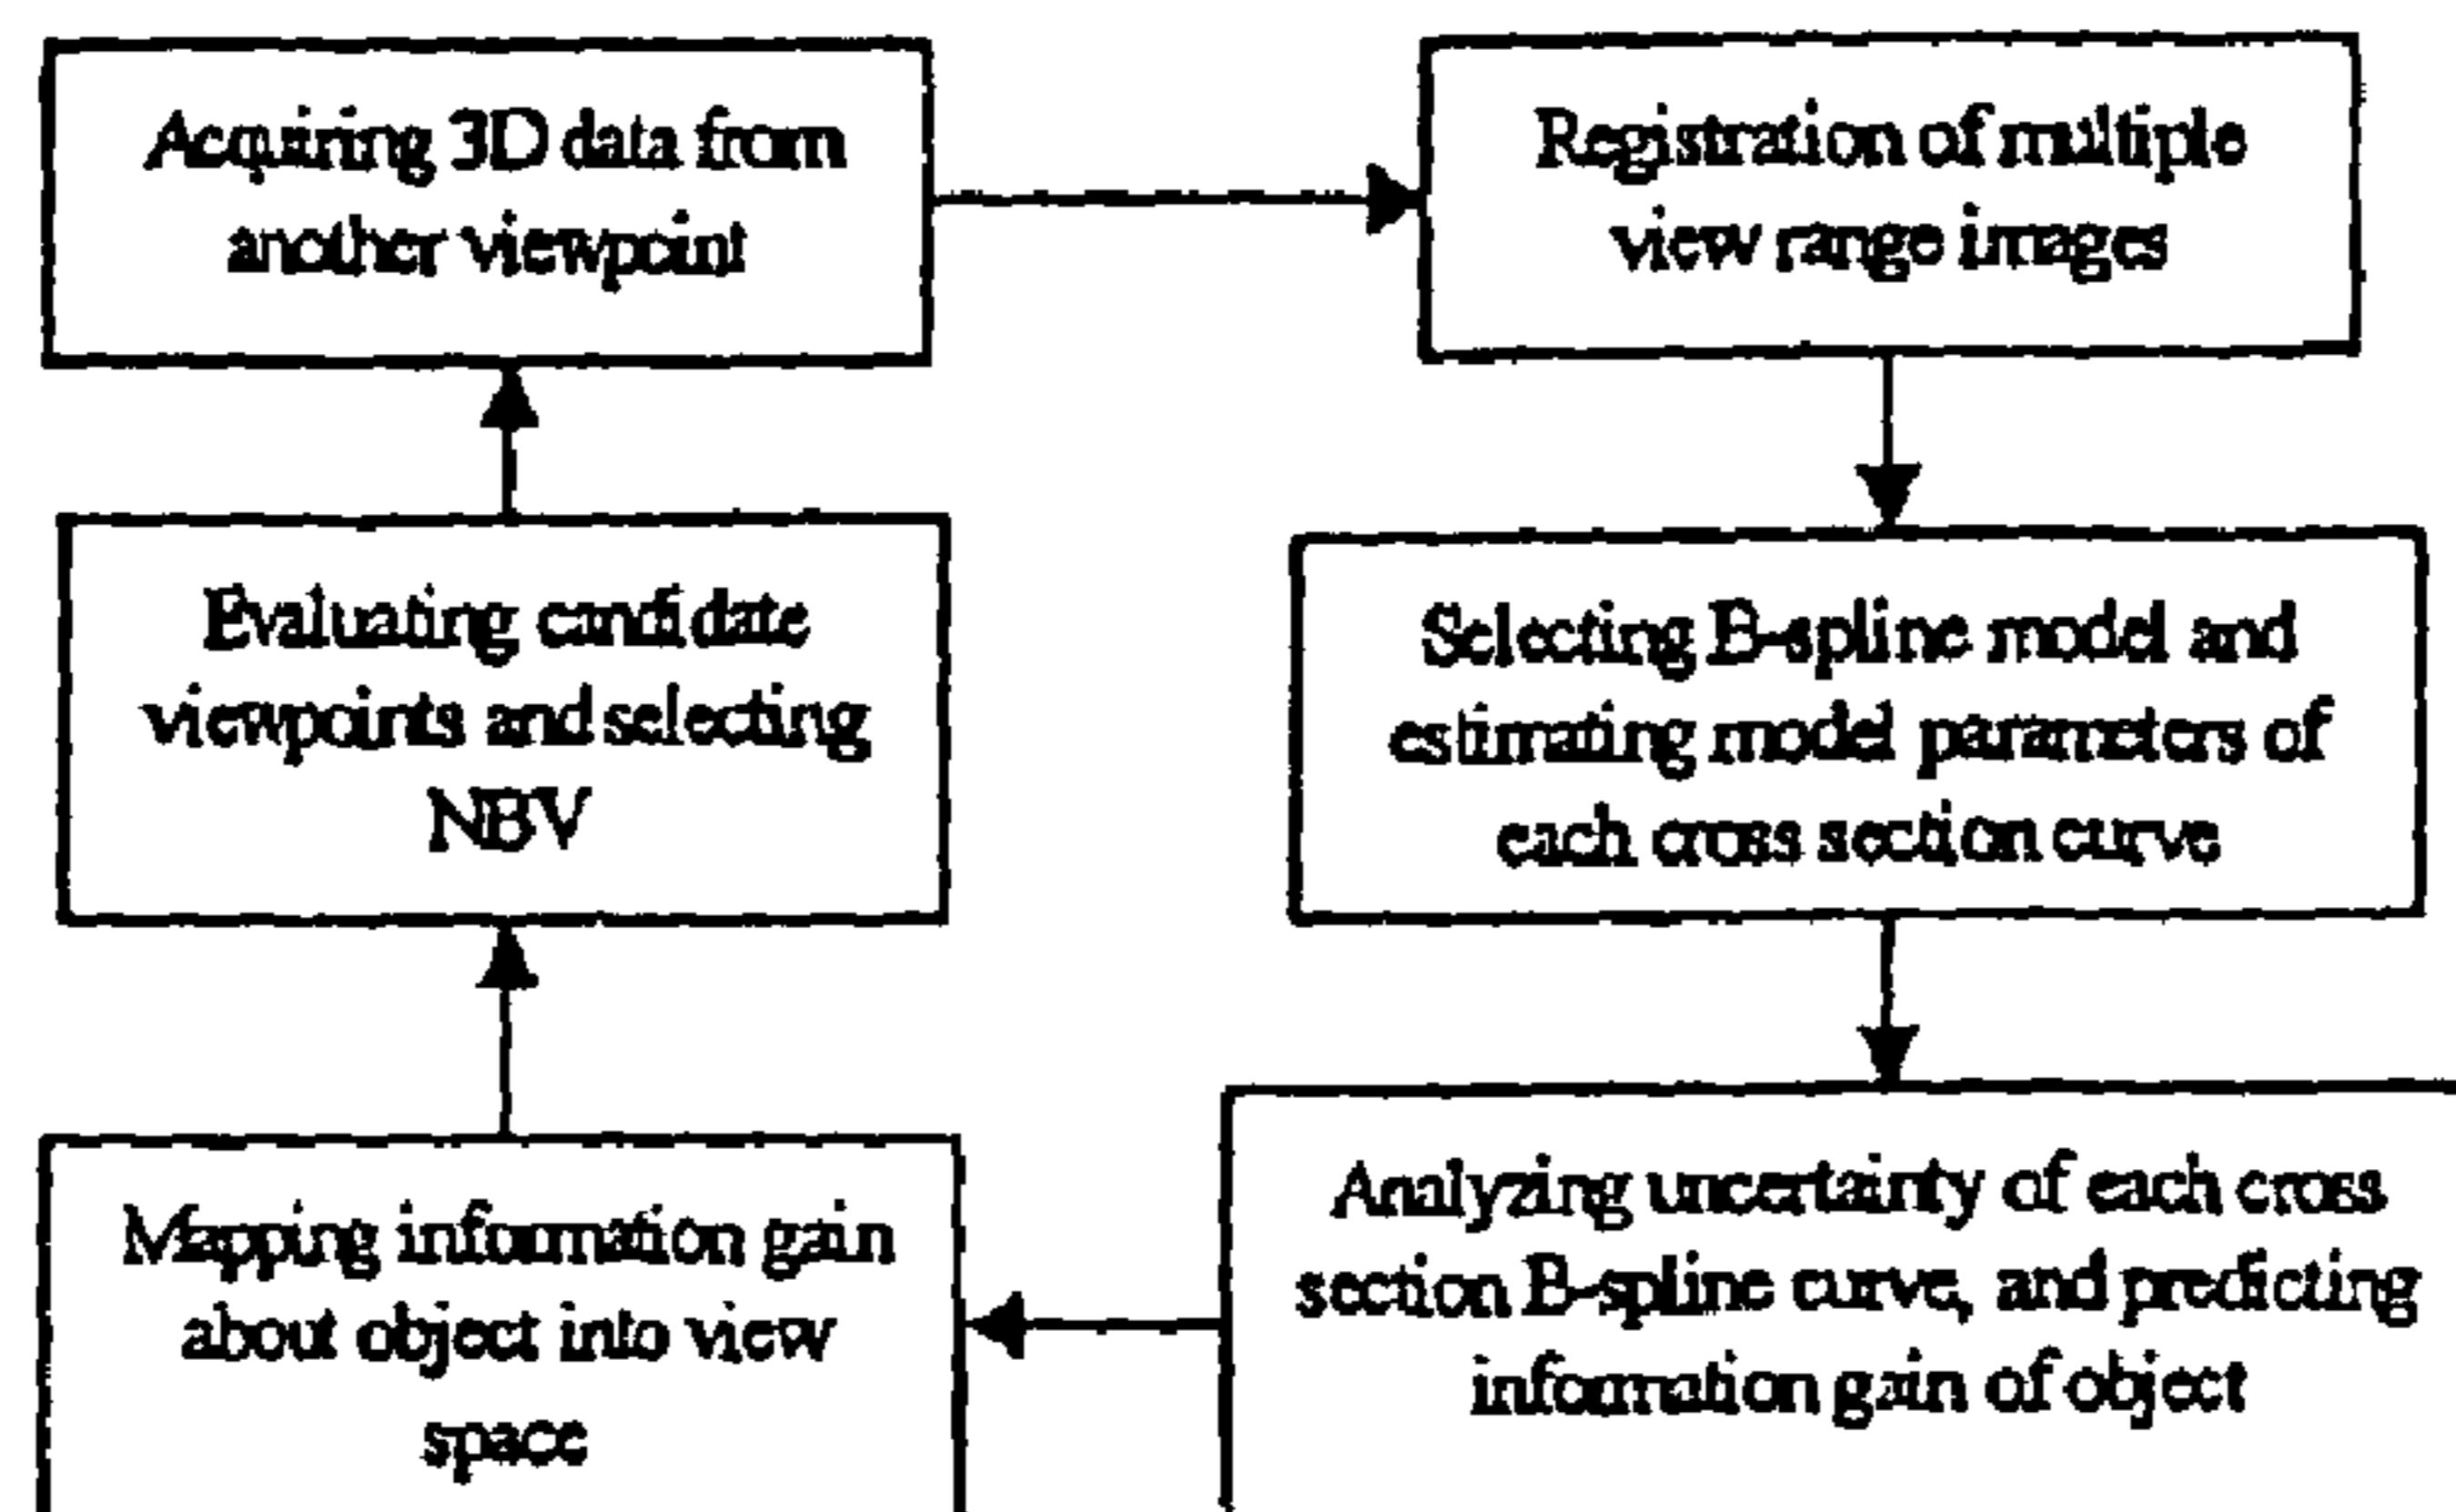 Acquiring 3D data from
another viewpoint
Registration of multiple
view range images
Selecting B-spline model and
estimating model parameters of
each cross section curve
Analyzing uncertainty of each cross
section B-spline curve, and predicting
information gain of object
Mapping information gain
about object into view
space
Evaluating candidate
viewpoints and selecting
NBV